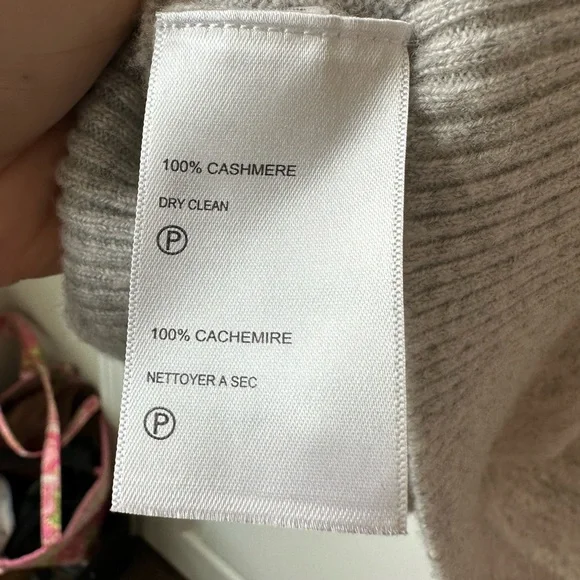 100% CASHMERE
DRY CLEAN
P
100% CACHEMIRE
NETTOYER A SEC
P